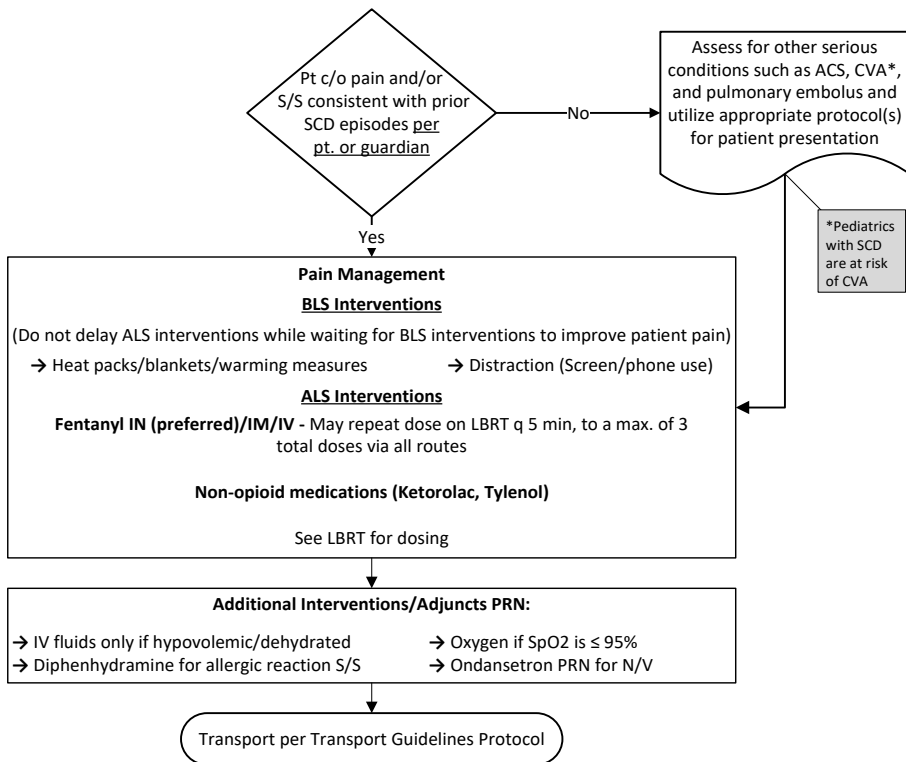 Pt c/o pain and/or
S/S consistent with prior
SCD episodes per
pt. or guardian
No
Assess for other serious
conditions such as ACS, CVA*,
and pulmonary embolus and
utilize appropriate protocol(s)
for patient presentation
*Pediatrics
with SCD
are at risk
of CVA
Yes
Pain Management
BLS Interventions
(Do not delay ALS interventions while waiting for BLS interventions to improve patient pain)
→ Heat packs/blankets/warming measures
→ Distraction (Screen/phone use)
ALS Interventions
Fentanyl IN (preferred)/IM/IV - May repeat dose on LBRT q 5 min, to a max. of 3
total doses via all routes
Non-opioid medications (Ketorolac, Tylenol)
See LBRT for dosing
Additional Interventions/Adjuncts PRN:
→ IV fluids only if hypovolemic/dehydrated
→ Oxygen if SpO2 is ≤ 95%
→ Diphenhydramine for allergic reaction S/S
→ Ondansetron PRN for N/V
Transport per Transport Guidelines Protocol